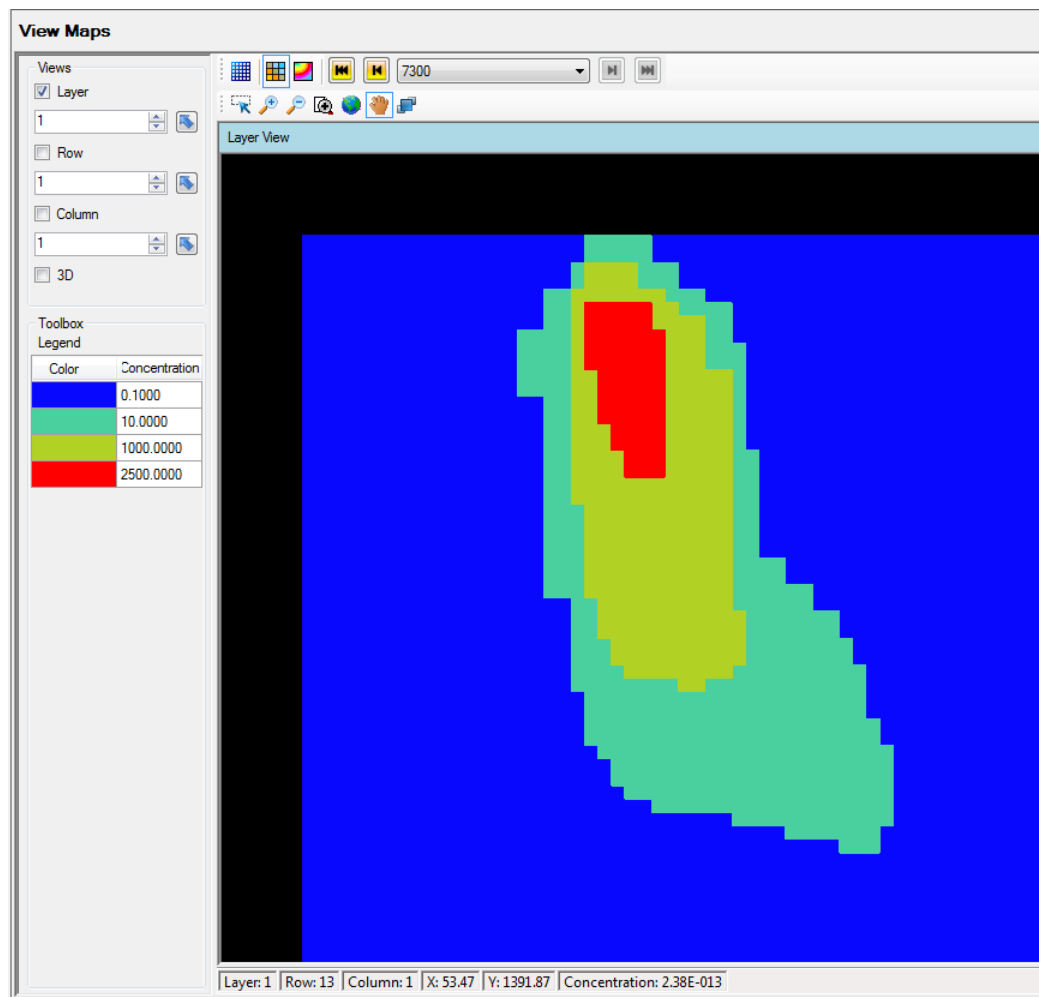 View Maps
Views
Layer
1
Row
1
Column
1
3D
Toolbox
Legend
Color Concentration
0.1000
10.0000
1000.0000
2500.0000
7300
Layer View
Layer: 1 Row: 13 Column: 1 X: 53.47 Y: 1391.87 Concentration: 2.38E-013